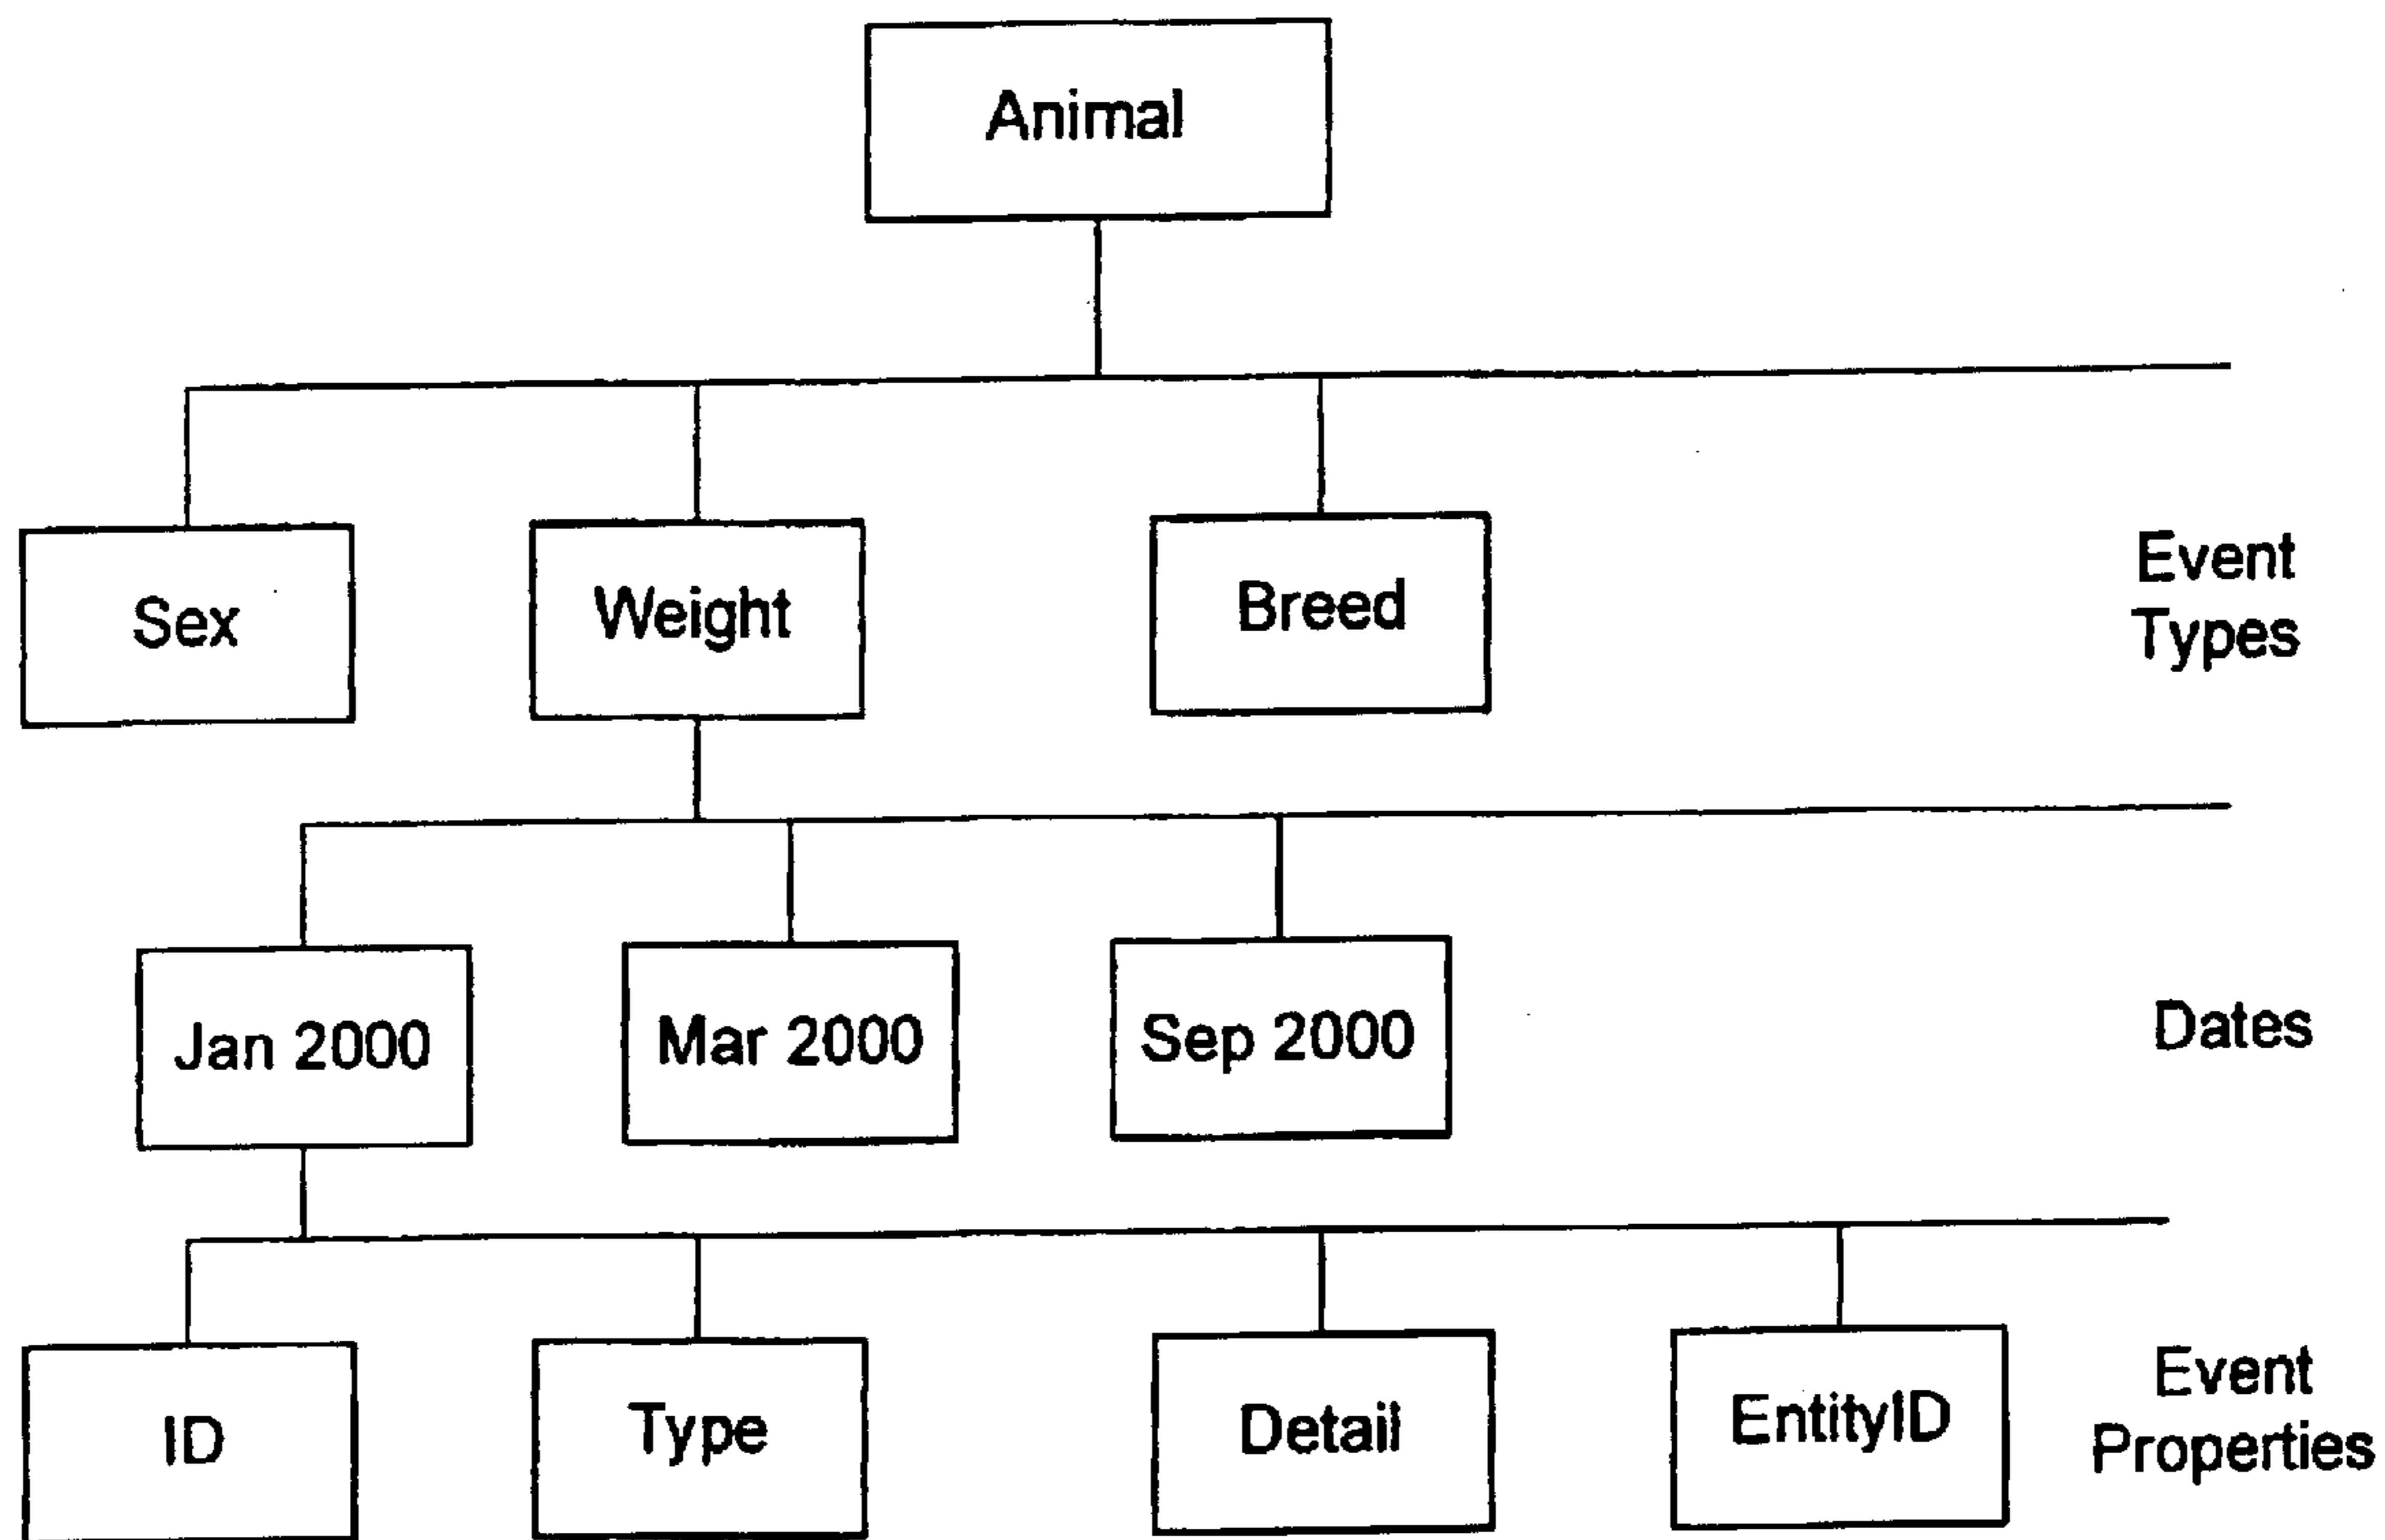 Animal
Sex
Weight
Breed
Event
Types
Jan 2000
Mar 2000
Sep 2000
Dates
ID
Type
Detail
EntityID
Event
Properties